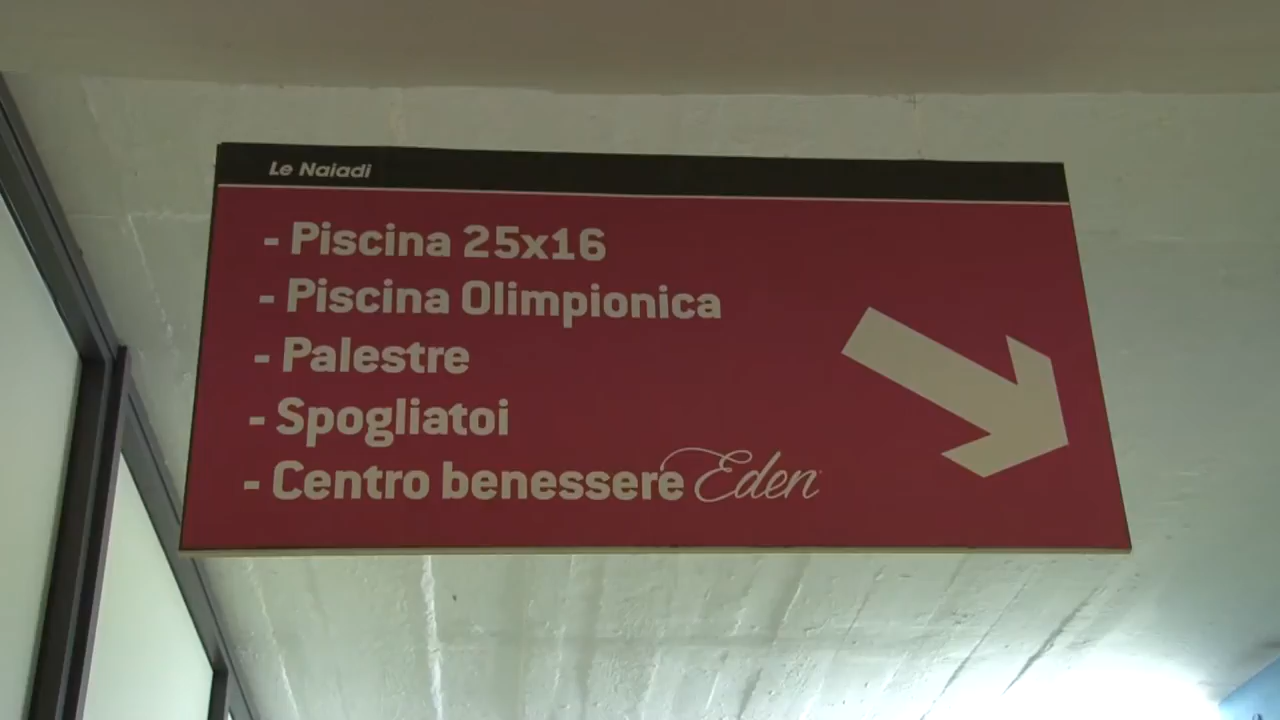 Le Naiadi
- Piscina 25x16
- Piscina Olimpionica
- Palestre
- Spogliatoi
- Centro benessere Eden